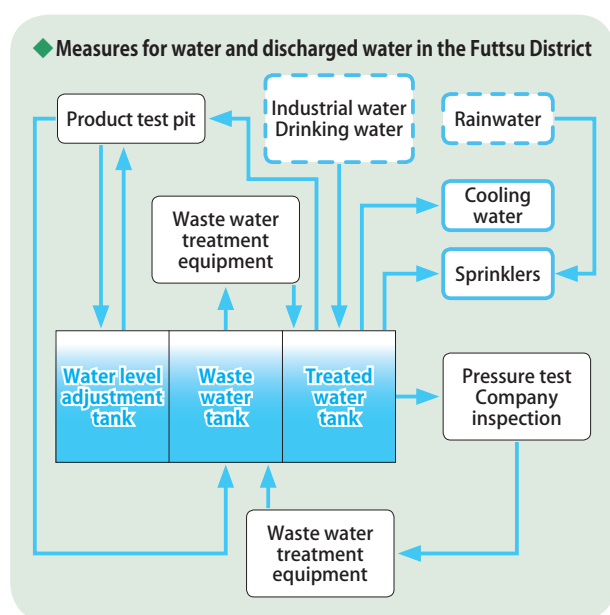 ◆ Measures for water and discharged water in the Futtsu District
Product test pit
Industrial water
Drinking water
Rainwater
Cooling
water
Waste water
treatment
equipment
Sprinklers
Water level
adjustment
tank
Waste
water
tank
Treated
water
tank
Pressure test
Company
inspection
Waste water
treatment
equipment